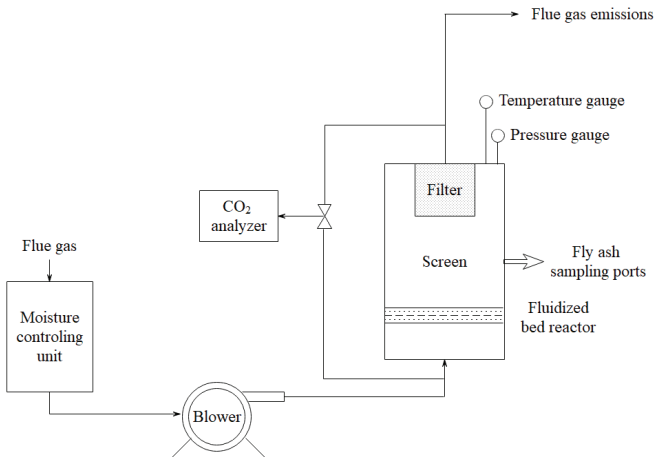 Flue gas emissions
Temperature gauge
Pressure gauge
Filter
CO₂
analyzer
Flue gas
Screen
Fly ash
sampling ports
Moisture
controling
unit
Fluidized
bed reactor
Blower